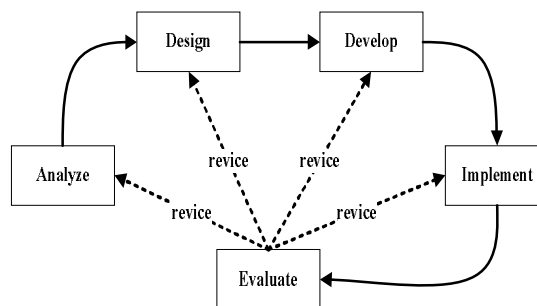 Design
Develop
revice
revice
Analyze
Implement
revice
revice
Evaluate